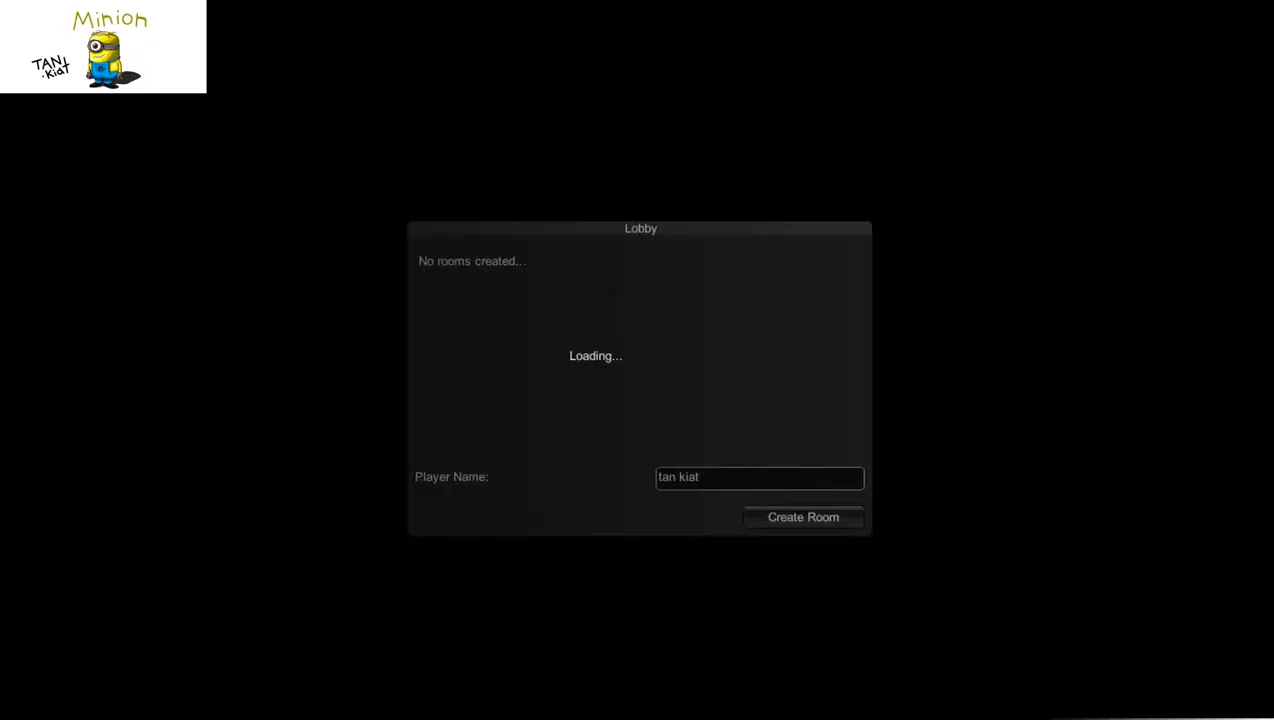 Minion
TAN
.Kiat
Lobby
No rooms created...
Loading...
Player Name:
tan kiat
Create Room